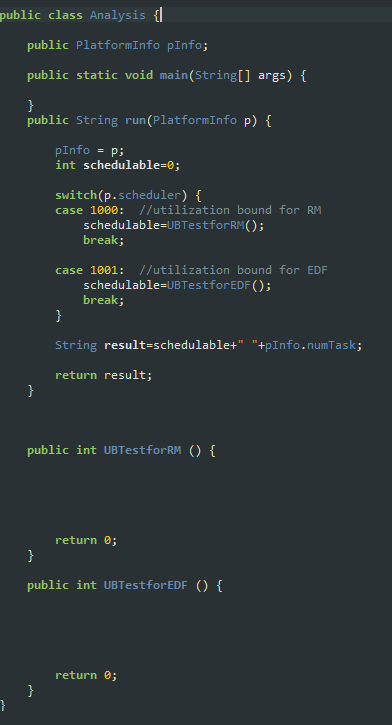 public class Analysis {
public PlatformInfo pInfo;
public static void main(String[] args) {
}
public String run(PlatformInfo p) {
pInfo = p;
int schedulable=0;
switch(p.scheduler) {
case 1000:  //utilization bound for RM
schedulable=UBTestforRM();
break;
case 1001:  //utilization bound for EDF
schedulable=UBTestforEDF();
break;
}
String result=schedulable+" "+pInfo.numTask;
return result;
}
public int UBTestforRM () {
return 0;
}
public int UBTestforEDF () {
return 0;
}
}